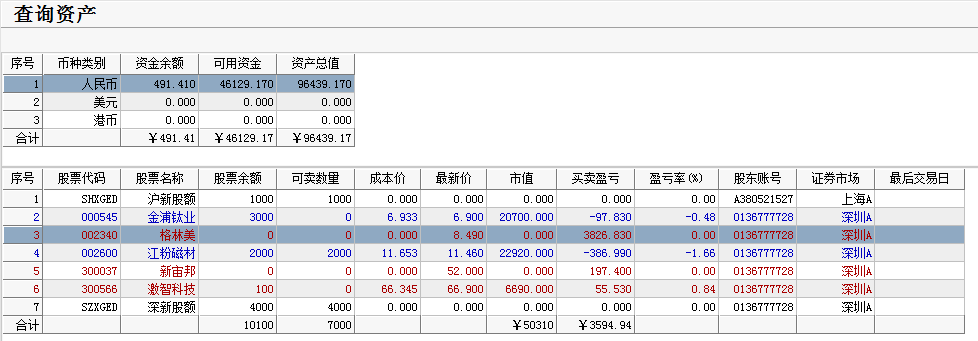 查询资产
序号 币种类别 资金余额 可用资金 资产总值
1 人民币 491.410 46129.170 96439.170
2 美元 0.000 0.000 0.000
3 港币 0.000 0.000 0.000
合计 ￥491.41 ￥46129.17 ￥96439.17
序号 股票代码 股票名称 股票余额 可卖数量 成本价 最新价 市值 买卖盈亏 盈亏率(%) 股东账号 证券市场 最后交易日
1 SHXGED 沪新股额 1000 1000 0.000 0.000 0.000 0.000 0.00 A380521527 上海A
2 000545 金浦钛业 3000 0 6.933 6.900 20700.000 -97.830 -0.48 0136777728 深圳A
3 002340 格林美 0 0 0.000 8.490 0.000 3826.830 0.00 0136777728 深圳A
4 002600 江粉磁材 2000 2000 11.653 11.460 22920.000 -386.990 -1.66 0136777728 深圳A
5 300037 新宙邦 0 0 0.000 52.000 0.000 197.400 0.00 0136777728 深圳A
6 300566 激智科技 100 0 66.345 66.900 6690.000 55.530 0.84 0136777728 深圳A
7 SZXGED 深新股额 4000 4000 0.000 0.000 0.000 0.000 0.00 0136777728 深圳A
合计 10100 7000 ￥50310 ￥3594.94